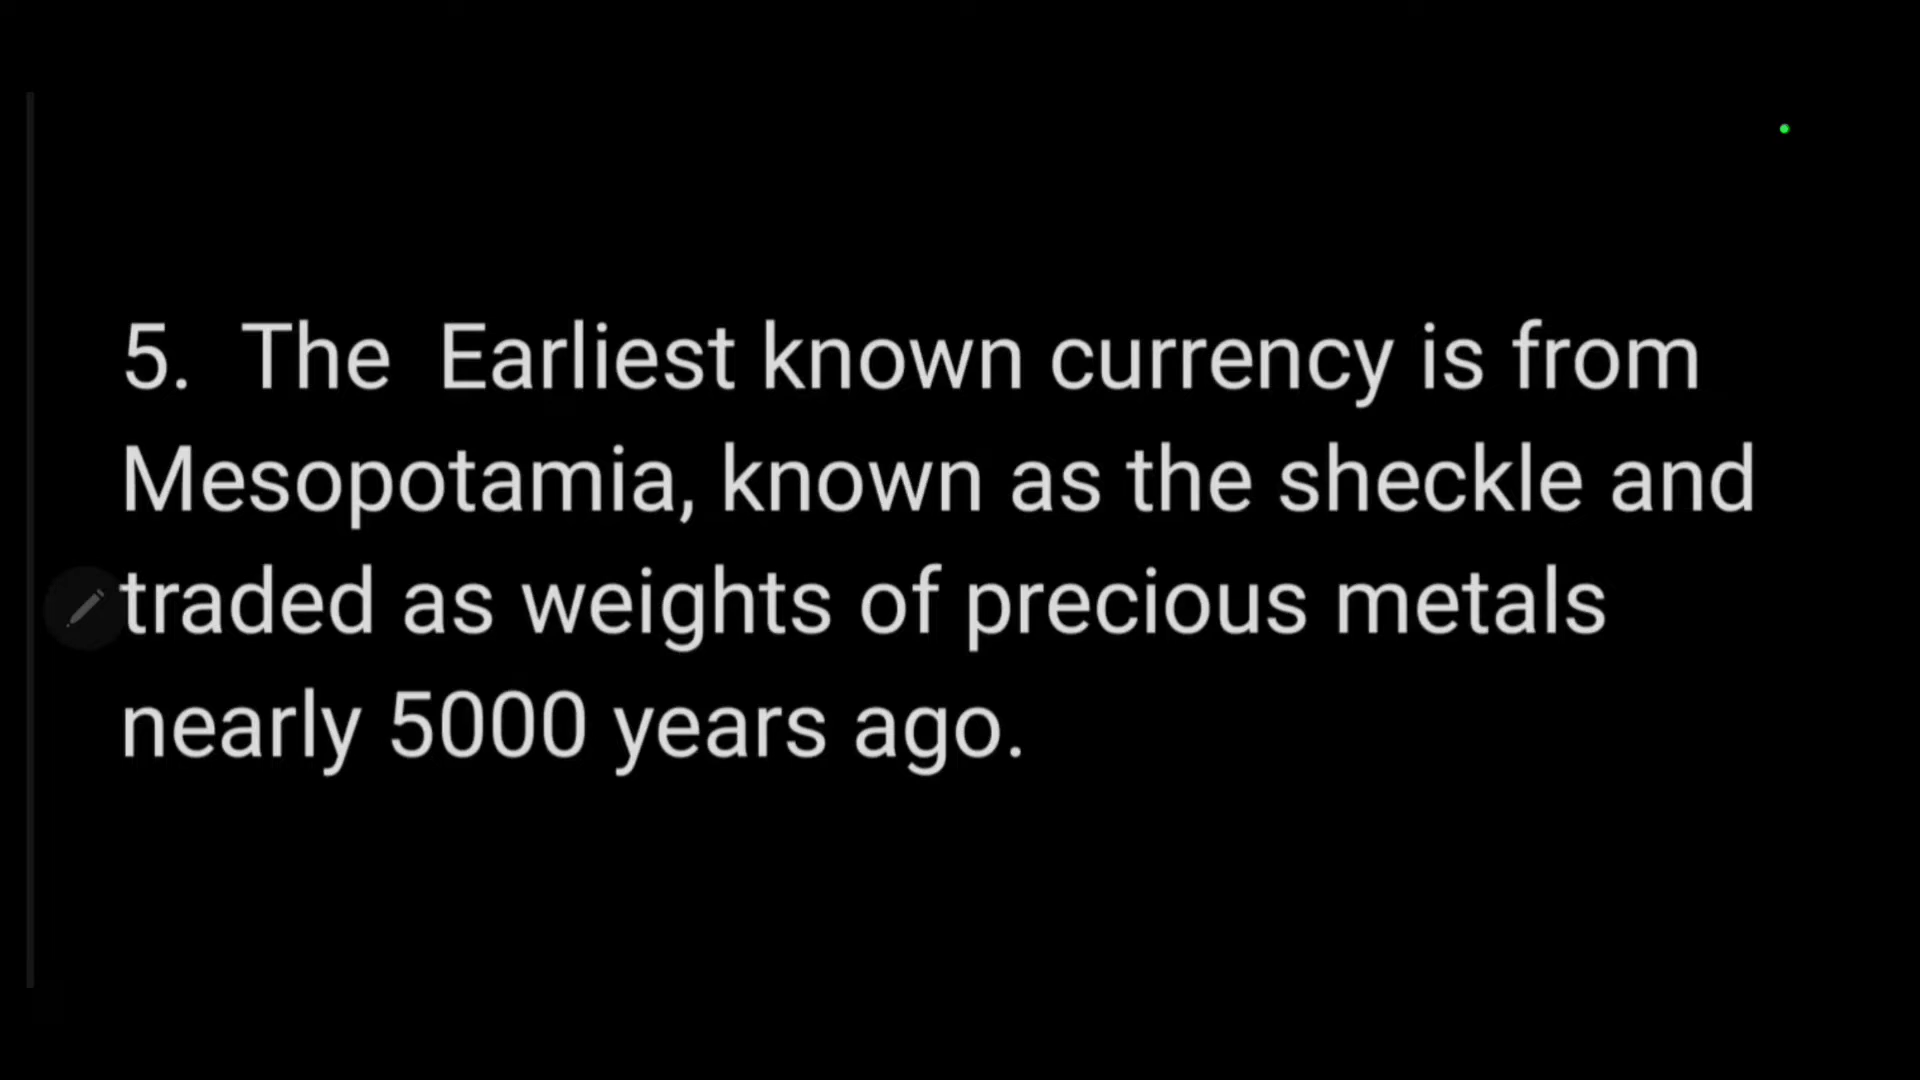 5.  The  Earliest known currency is from
Mesopotamia, known as the sheckle and
traded as weights of precious metals
nearly 5000 years ago.